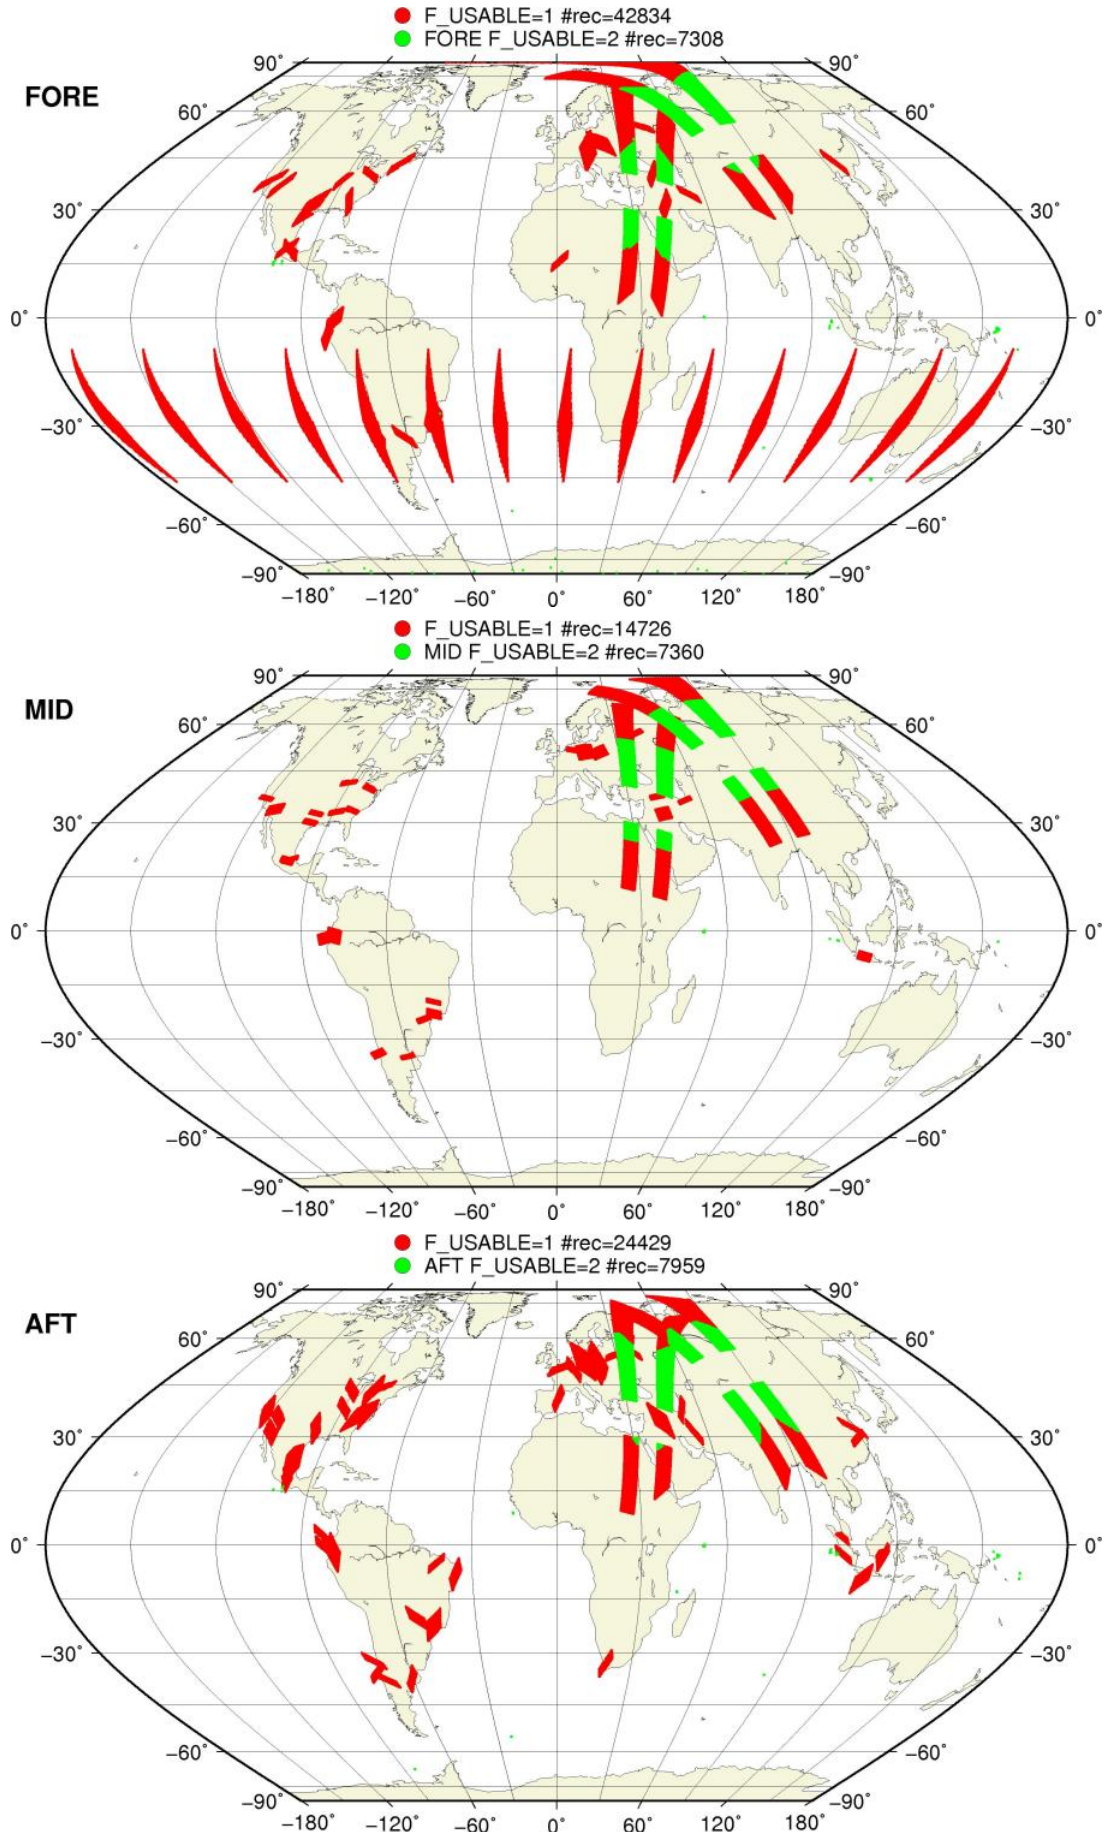 F_USABLE=1 #rec=42834
FORE F_USABLE=2 #rec=7308
FORE
90° 90°
60° 60°
30° 30°
0° 0°
−30° −30°
−60° −60°
−90° −90°
−180° −120° −60° 0° 60° 120° 180°
F_USABLE=1 #rec=14726
MID F_USABLE=2 #rec=7360
MID
90° 90°
60° 60°
30° 30°
0° 0°
−30° −30°
−60° −60°
−90° −90°
−180° −120° −60° 0° 60° 120° 180°
F_USABLE=1 #rec=24429
AFT F_USABLE=2 #rec=7959
AFT
90° 90°
60° 60°
30° 30°
0° 0°
−30° −30°
−60° −60°
−90° −90°
−180° −120° −60° 0° 60° 120° 180°